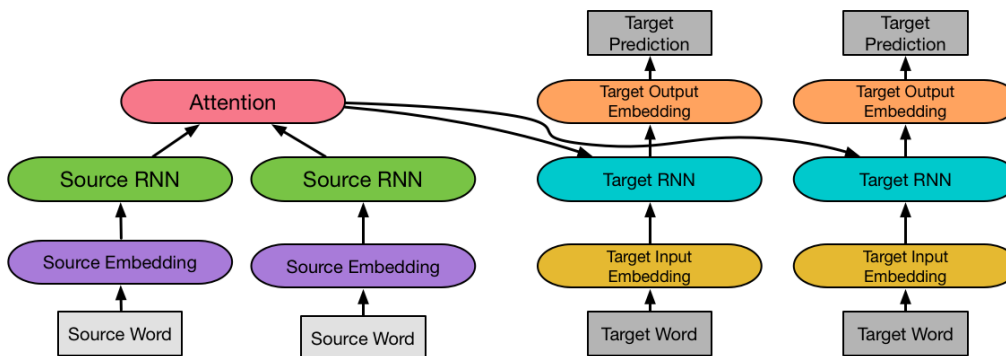 Target
Prediction
Target
Prediction
Attention
Target Output
Embedding
Target Output
Embedding
Source RNN
Source RNN
Target RNN
Target RNN
Source Embedding
Source Embedding
Target Input
Embedding
Target Input
Embedding
Source Word
Source Word
Target Word
Target Word